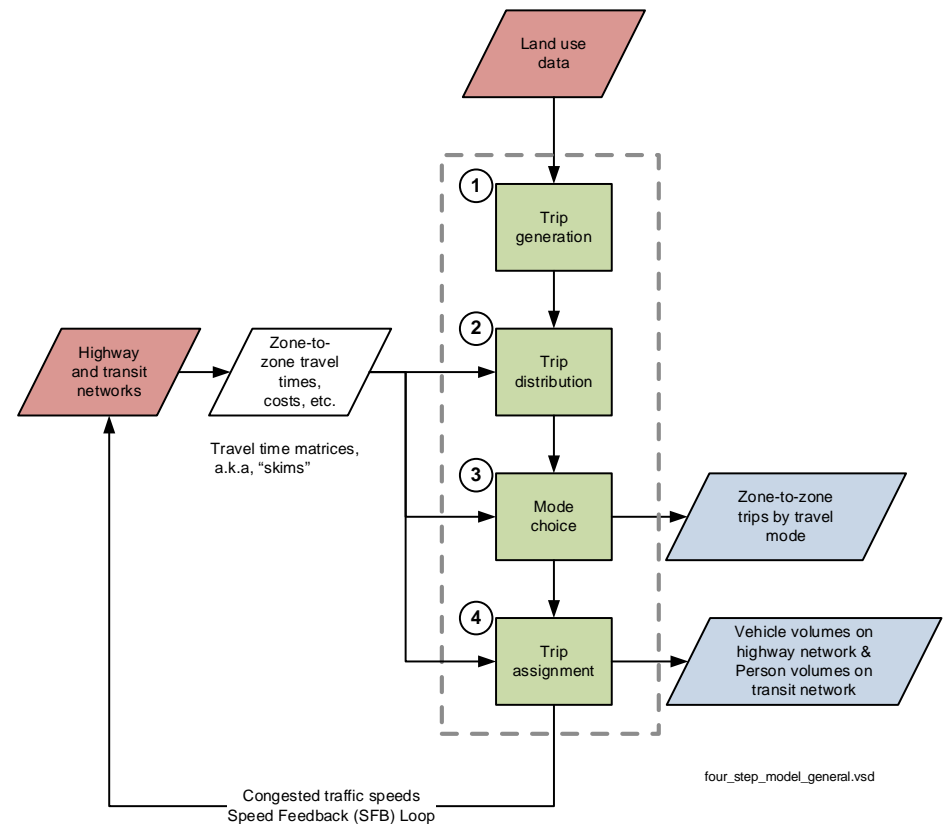 Land use
data
1
Trip
generation
2
Trip
distribution
Highway
and transit
networks
Zone-to-
zone travel
times,
costs, etc.
Travel time matrices,
a.k.a, “skims”
3
Mode
choice
Zone-to-zone
trips by travel
mode
4
Trip
assignment
Vehicle volumes on
highway network &
Person volumes on
transit network
four_step_model_general.vsd
Congested traffic speeds
Speed Feedback (SFB) Loop